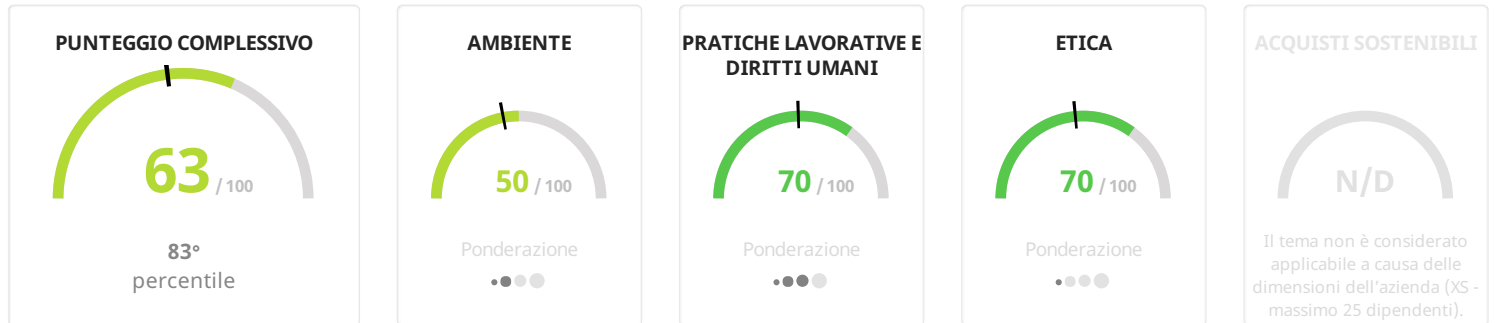 PUNTEGGIO COMPLESSIVO
63 / 100
83°
percentile
AMBIENTE
50 / 100
Ponderazione
PRATICHE LAVORATIVE E
DIRITTI UMANI
70 / 100
Ponderazione
ETICA
70 / 100
Ponderazione
ACQUISTI SOSTENIBILI
N/D
Il tema non è considerato
applicabile a causa delle
dimensioni dell'azienda (XS -
massimo 25 dipendenti).